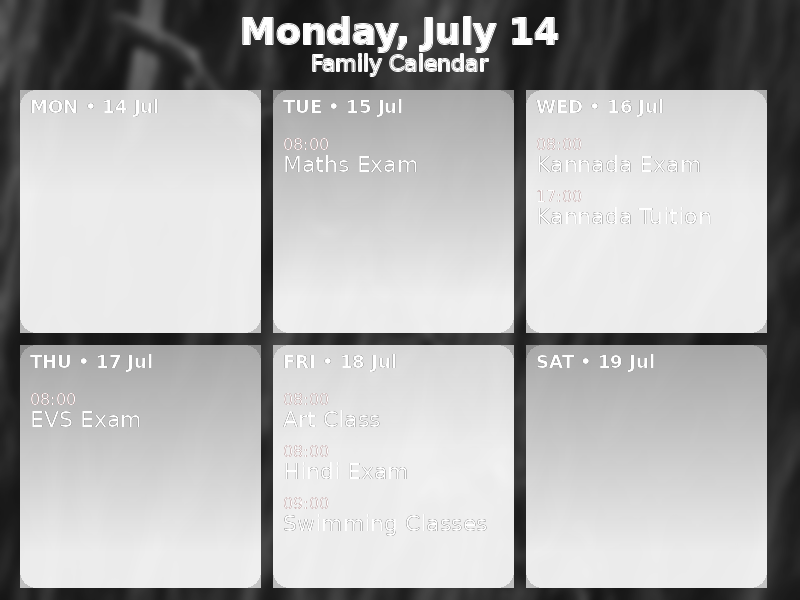 Monday, July 14
Family Calendar
MON • 14 Jul
TUE • 15 Jul
08:00
Maths Exam
WED • 16 Jul
08:00
Kannada Exam
17:00
Kannada Tuition
THU • 17 Jul
08:00
EVS Exam
FRI • 18 Jul
08:00
Art Class
08:00
Hindi Exam
09:00
Swimming Classes
SAT • 19 Jul